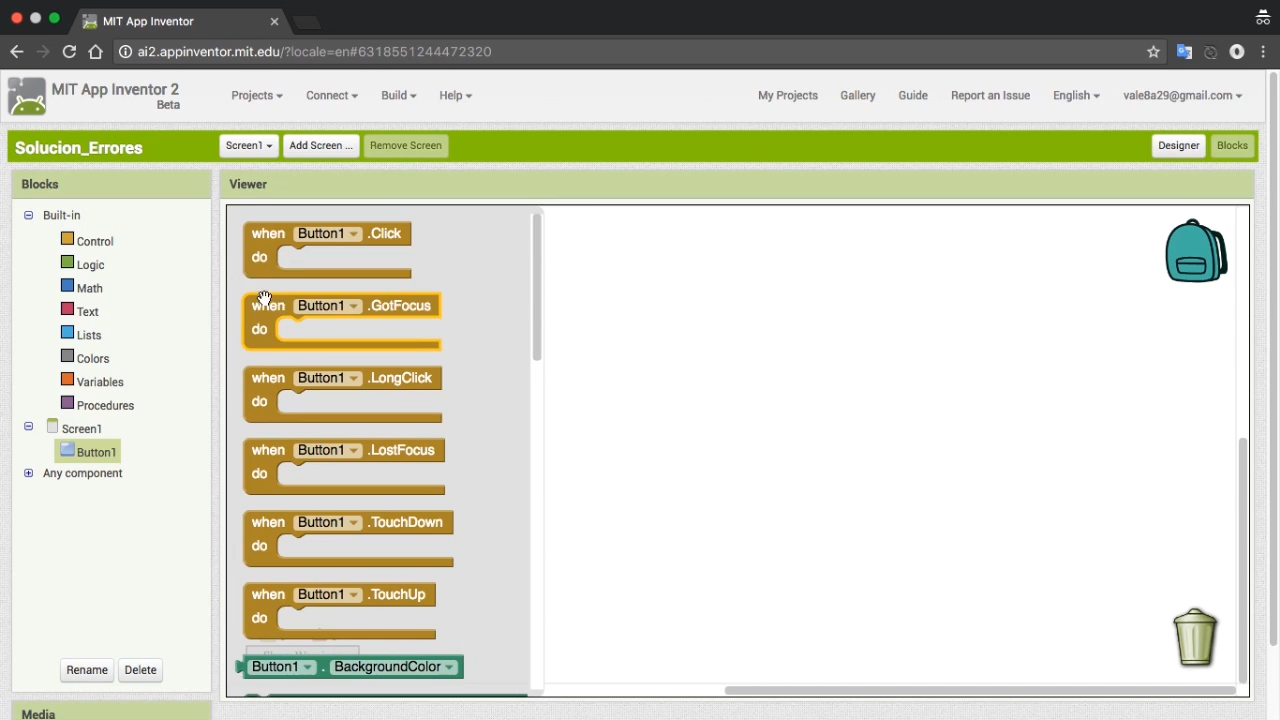 MIT App Inventor
ai2.appinventor.mit.edu/?locale=en#6318551244472320
MIT App Inventor 2
Beta
Projects
Connect
Build
Help
My Projects
Gallery
Guide
Report an Issue
English
vale8a29@gmail.com
Solucion_Errores
Screen1
Add Screen ...
Remove Screen
Designer
Blocks
Blocks
Viewer
Built-in
Control
Logic
Math
Text
Lists
Colors
Variables
Procedures
Screen1
Button1
Any component
Rename
Delete
Media
when Button1 .Click
do
when Button1 .GotFocus
do
when Button1 .LongClick
do
when Button1 .LostFocus
do
when Button1 .TouchDown
do
when Button1 .TouchUp
do
Button1 . BackgroundColor